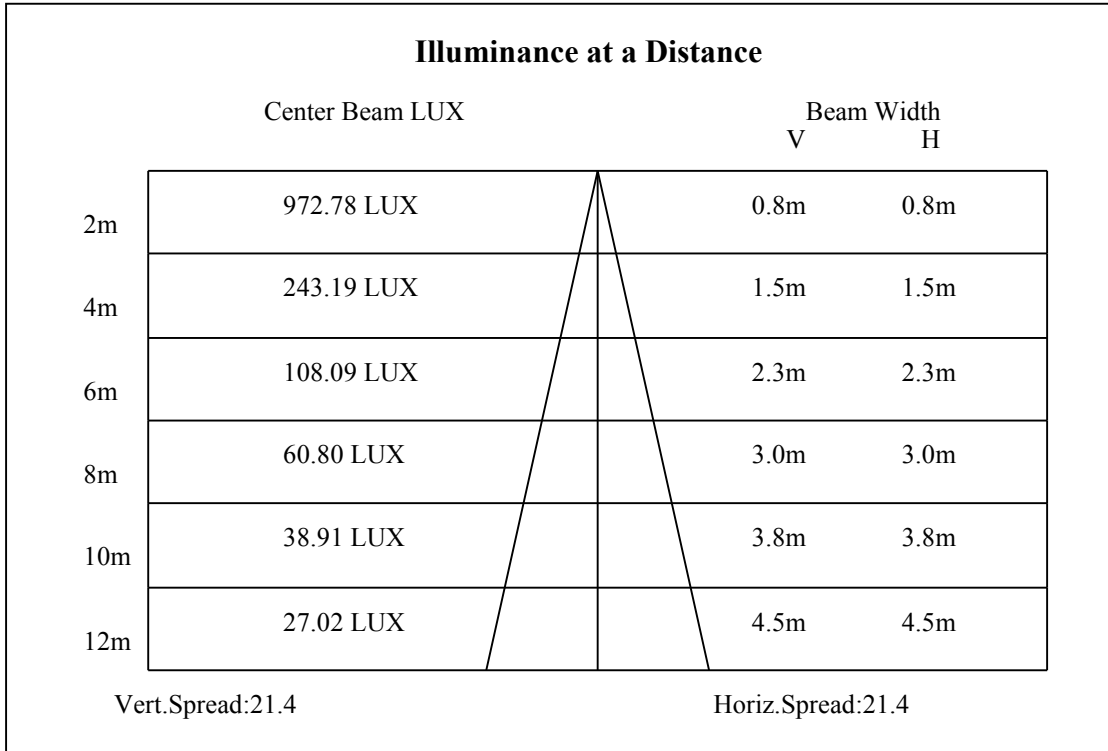 Illuminance at a Distance
Center Beam LUX Beam Width
V H
2m 972.78 LUX 0.8m 0.8m
4m 243.19 LUX 1.5m 1.5m
6m 108.09 LUX 2.3m 2.3m
8m 60.80 LUX 3.0m 3.0m
10m 38.91 LUX 3.8m 3.8m
12m 27.02 LUX 4.5m 4.5m
Vert.Spread:21.4 Horiz.Spread:21.4